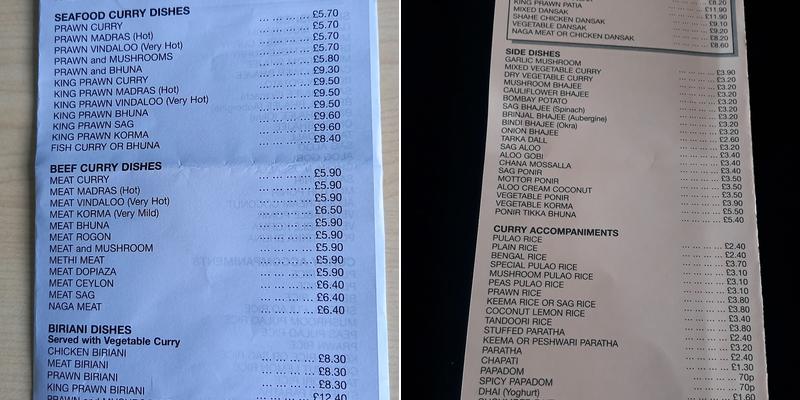 SEAFOOD CURRY DISHES
PRAWN CURRY ... ... ... £5.70
PRAWN MADRAS (Hot) ... ... ... £5.70
PRAWN VINDALOO (Very Hot) ... ... ... £5.70
PRAWN and MUSHROOMS ... ... ... £5.70
PRAWN and BHUNA ... ... ... £5.80
KING PRAWN CURRY ... ... ... £9.30
KING PRAWN MADRAS (Hot) ... ... ... £9.50
KING PRAWN VINDALOO (Very Hot) ... ... ... £9.50
KING PRAWN BHUNA ... ... ... £9.50
KING PRAWN SAG ... ... ... £9.60
KING PRAWN KORMA ... ... ... £9.60
FISH CURRY OR BHUNA ... ... ... £8.40
BEEF CURRY DISHES
MEAT CURRY ... ... ... £5.90
MEAT MADRAS (Hot) ... ... ... £5.90
MEAT VINDALOO (Very Hot) ... ... ... £5.90
MEAT KORMA (Very Mild) ... ... ... £6.50
MEAT BHUNA ... ... ... £5.90
MEAT ROGON ... ... ... £5.90
MEAT and MUSHROOM ... ... ... £5.90
METHI MEAT ... ... ... £5.90
MEAT DOPIAZA ... ... ... £5.90
MEAT CEYLON ... ... ... £6.40
MEAT SAG ... ... ... £6.40
NAGA MEAT ... ... ... £6.40
BIRIANI DISHES
Served with Vegetable Curry
CHICKEN BIRIANI ... ... ... £8.30
MEAT BIRIANI ... ... ... £8.30
PRAWN BIRIANI ... ... ... £8.30
KING PRAWN BIRIANI ... ... ... £12.40
£8.20
£11.90
KING PRAWN PATIA ... ... ... £11.90
MIXED DANSAK ... ... ... £9.10
SHAHE CHICKEN DANSAK ... ... ... £9.20
VEGETABLE DANSAK ... ... ... £8.20
NAGA MEAT OR CHICKEN DANSAK ... ... ... £8.60
SIDE DISHES
GARLIC MUSHROOM ... ... ... £3.90
MIXED VEGETABLE CURRY ... ... ... £3.20
DRY VEGETABLE CURRY ... ... ... £3.20
MUSHROOM BHAJEE ... ... ... £3.20
CAULIFLOWER BHAJEE ... ... ... £3.20
BOMBAY POTATO ... ... ... £3.20
SAG BHAJEE (Spinach) ... ... ... £3.20
BRINJAL BHAJEE (Aubergine) ... ... ... £3.20
BINDI BHAJEE (Okra) ... ... ... £3.20
ONION BHAJEE ... ... ... £2.60
TARKA DALL ... ... ... £3.20
SAG ALOO ... ... ... £3.20
ALOO GOBI ... ... ... £3.40
CHANA MOSSALLA ... ... ... £3.40
SAG PONIR ... ... ... £3.50
MOTTOR PONIR ... ... ... £3.50
ALOO CREAM COCONUT ... ... ... £3.50
VEGETABLE PONIR ... ... ... £3.90
VEGETABLE KORMA ... ... ... £5.50
PONIR TIKKA BHUNA ... ... ... £5.40
CURRY ACCOMPANIMENTS
PULAO RICE ... ... ... £2.40
PLAIN RICE ... ... ... £2.40
BENGAL RICE ... ... ... £3.70
SPECIAL PULAO RICE ... ... ... £3.10
MUSHROOM PULAO RICE ... ... ... £3.10
PEAS PULAO RICE ... ... ... £3.10
PRAWN RICE ... ... ... £3.80
KEEMA RICE OR SAG RICE ... ... ... £3.80
COCONUT LEMON RICE ... ... ... £3.40
TANDOORI RICE ... ... ... £3.80
STUFFED PARATHA ... ... ... £2.40
KEEMA OR PESHWARI PARATHA ... ... ... £3.20
PARATHA ... ... ... £2.40
CHAPATI ... ... ... £1.30
PAPADOM ... ... ... 70p
SPICY PAPADOM ... ... ... 70p
DHAI (Yoghurt) ... ... ... £1.60